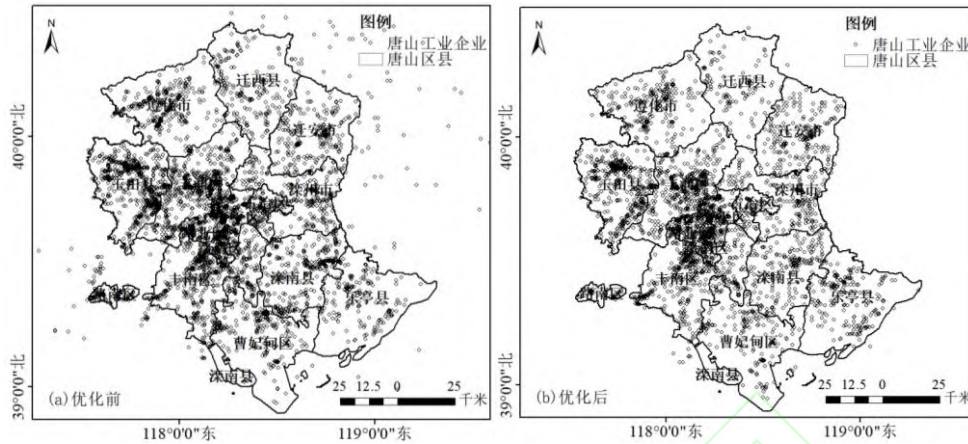 N
图例
唐山工业企业
唐山区县
迁西县
遵化市
迁安市
玉田县
滦州市
丰南区
滦南县
乐亭县
曹妃甸区
滦南县
40°0'0"北
39°0'0"北
(a)优化前
25 12.5 0 25
千米
118°0'0"东
119°0'0"东
N
图例
唐山工业企业
唐山区县
迁西县
遵化市
迁安市
玉田县
滦州市
丰南区
滦南县
乐亭县
曹妃甸区
滦南县
40°0'0"北
39°0'0"北
(b)优化后
25 12.5 0 25
千米
118°0'0"东
119°0'0"东